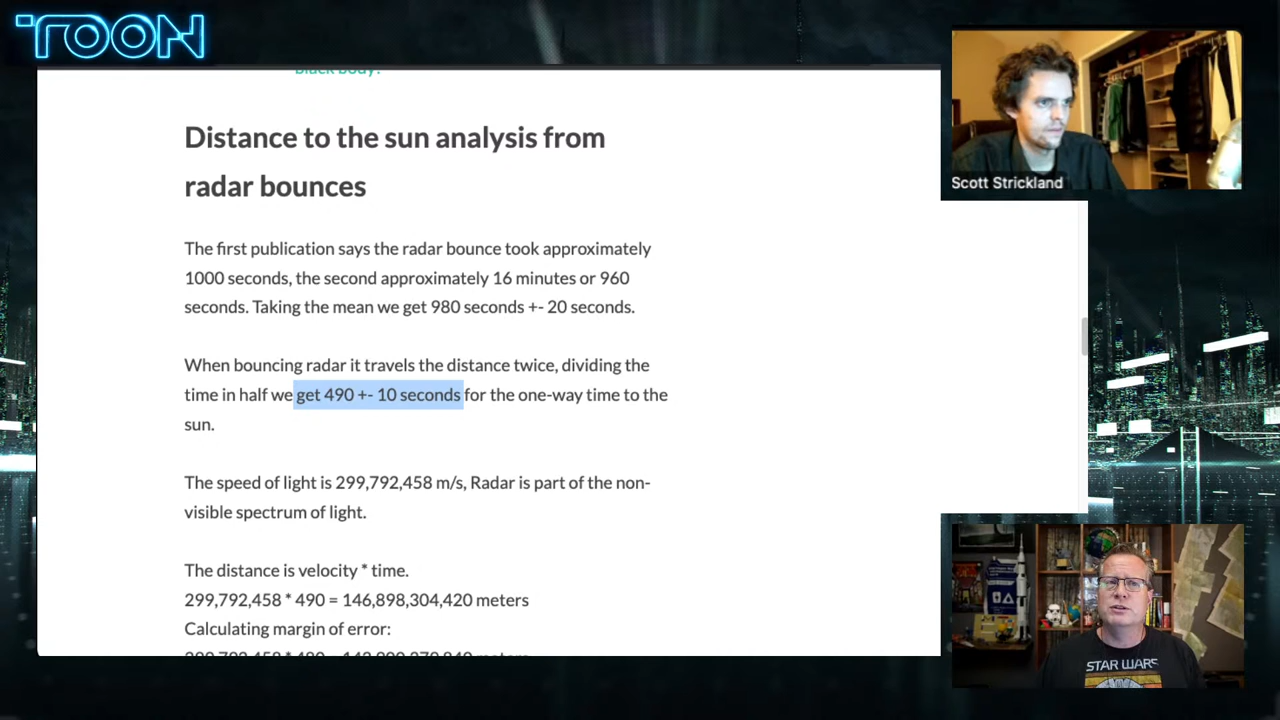 TOON
black body?
Distance to the sun analysis from
radar bounces
The first publication says the radar bounce took approximately
1000 seconds, the second approximately 16 minutes or 960
seconds. Taking the mean we get 980 seconds +- 20 seconds.
When bouncing radar it travels the distance twice, dividing the
time in half we get 490 +- 10 seconds for the one-way time to the
sun.
The speed of light is 299,792,458 m/s, Radar is part of the non-
visible spectrum of light.
The distance is velocity * time.
299,792,458 * 490 = 146,898,304,420 meters
Calculating margin of error:
Scott Strickland
STAR WARS